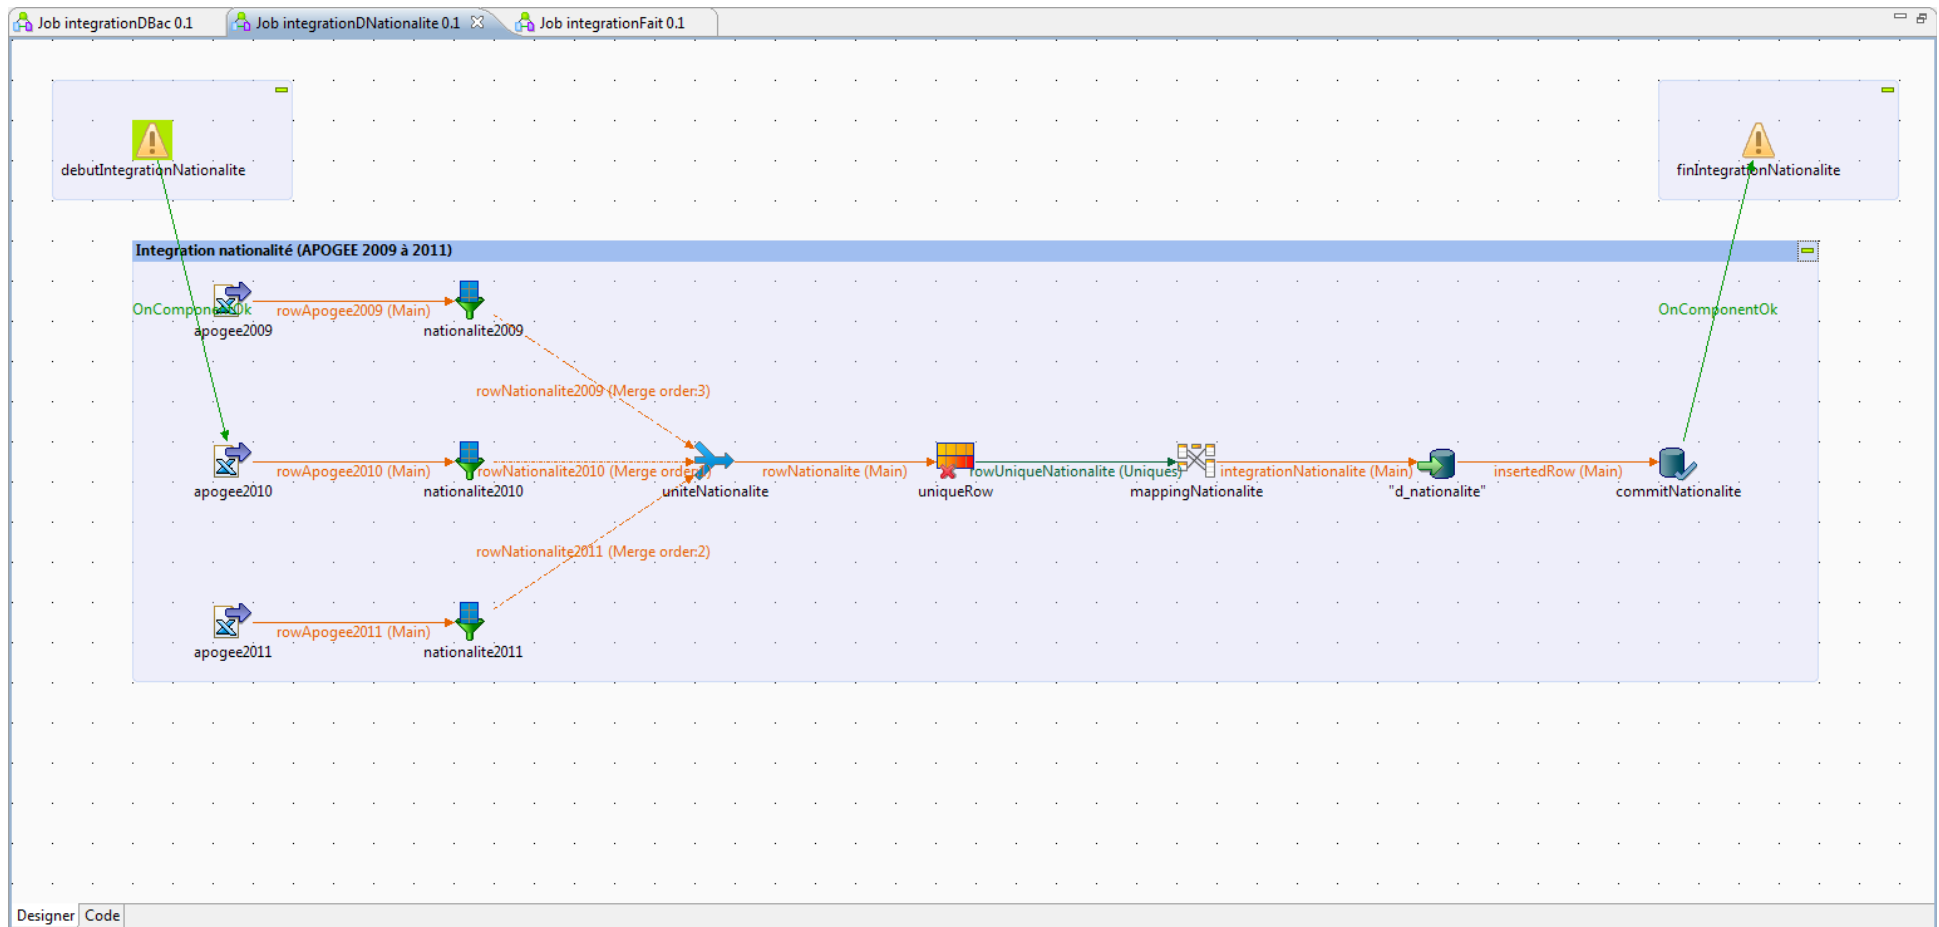 Job integrationDBac 0.1
Job integrationDNationalite 0.1
Job integrationFait 0.1
debutIntegrationNationalite
finIntegrationNationalite
Integration nationalité (APOGEE 2009 à 2011)
OnComponentOk
rowApogee2009 (Main)
OnComponentOk
apogee2009
nationalite2009
rowNationalite2009 (Merge order:3)
rowApogee2010 (Main)
rowNationalite2010 (Merge order:
rowNationalite (Main)
rowUniqueNationalite (Uniques)
integrationNationalite (Main)
insertedRow (Main)
apogee2010
nationalite2010
uniteNationalite
uniqueRow
mappingNationalite
"d_nationalite"
commitNationalite
rowNationalite2011 (Merge order:2)
rowApogee2011 (Main)
apogee2011
nationalite2011
Designer
Code